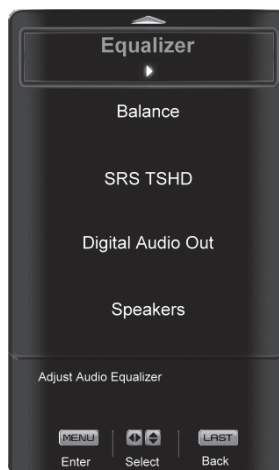 Equalizer
Balance
SRS TSHD
Digital Audio Out
Speakers
Adjust Audio Equalizer
MENU LAST
Enter Select Back